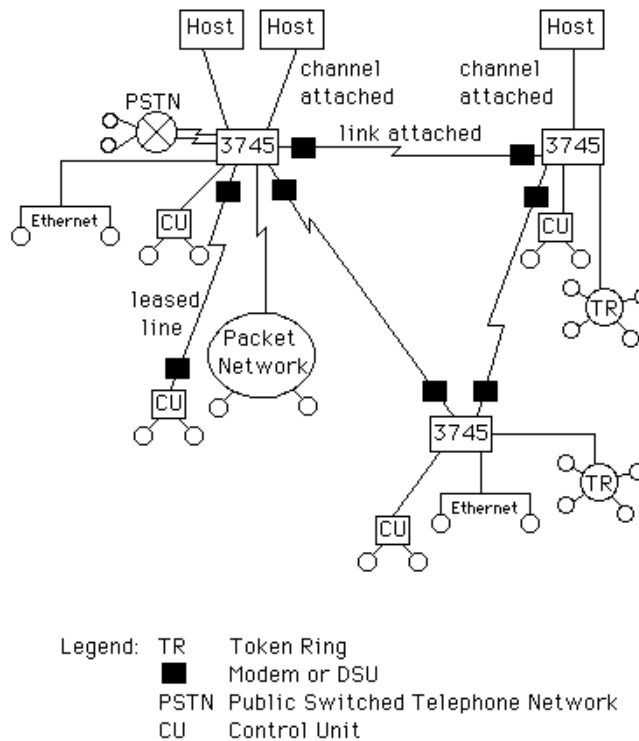 Host
Host
Host
channel
attached
channel
attached
PSTN
3745
link attached
3745
Ethernet
CU
CU
leased
line
Packet
Network
TR
CU
3745
Ethernet
TR
CU
Legend: TR Token Ring
Modem or DSU
PSTN Public Switched Telephone Network
CU Control Unit